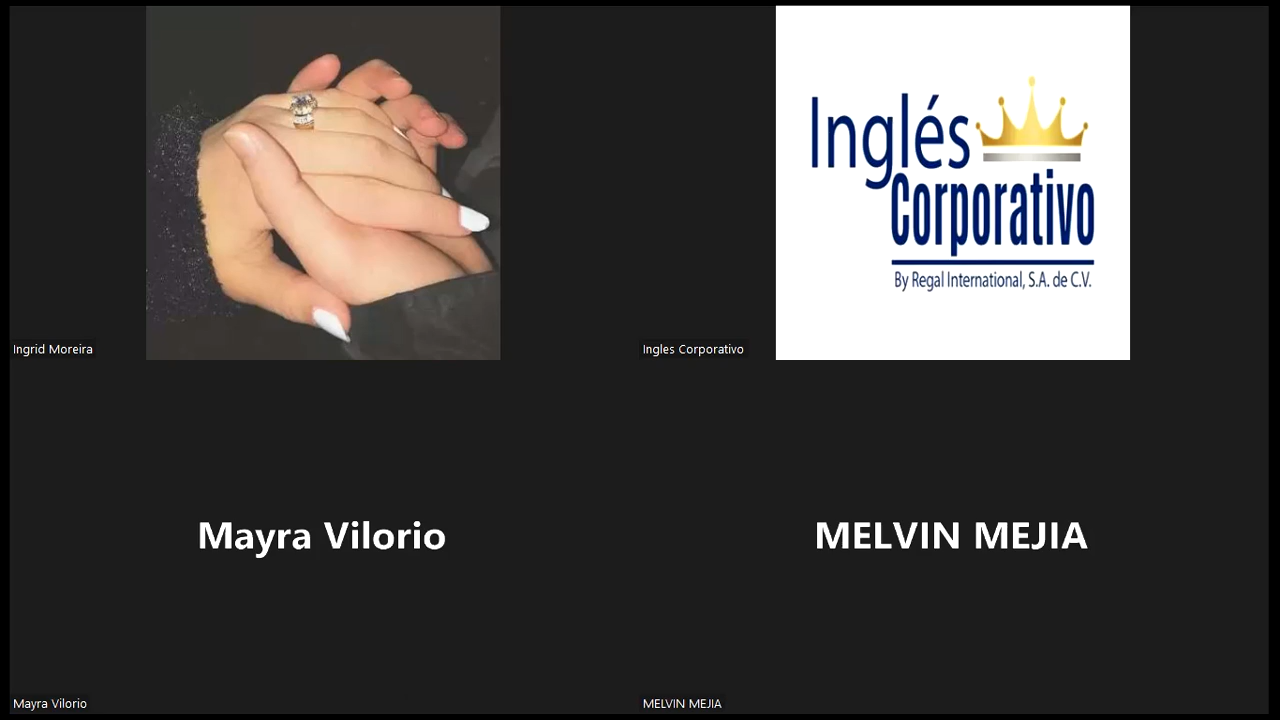 Inglés
Corporativo
By Regal International, S.A. de C.V.
Ingrid Moreira
Ingles Corporativo
Mayra Vilorio
MELVIN MEJIA
Mayra Vilorio
MELVIN MEJIA